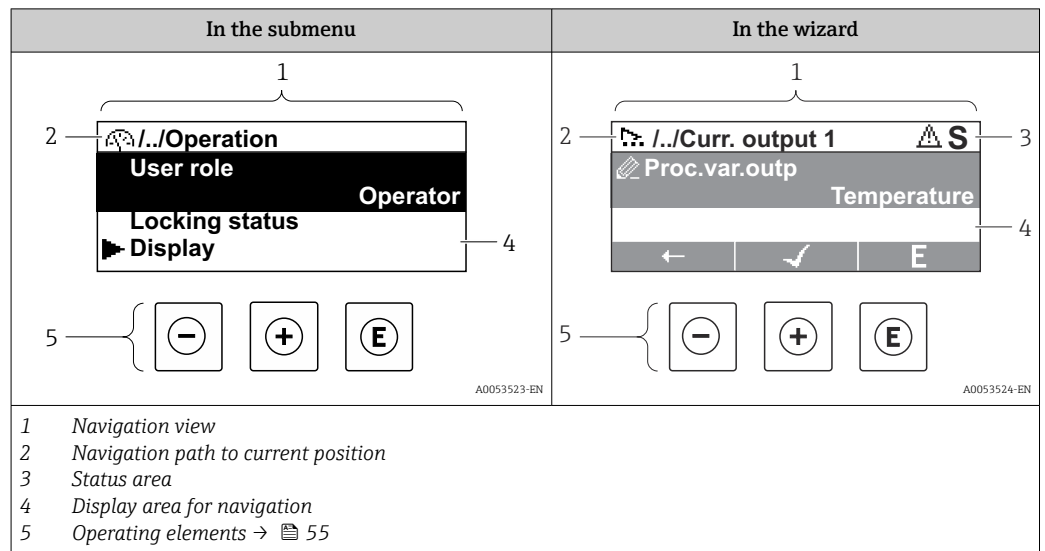 In the submenu
1
2
/../Operation
User role
Operator
Locking status
Display
4
5
E
A0053523-EN
In the wizard
1
2
/../Curr. output 1
S
3
Proc.var.outp
Temperature
4
← E
5
E
A0053524-EN
1 Navigation view
2 Navigation path to current position
3 Status area
4 Display area for navigation
5 Operating elements → 55